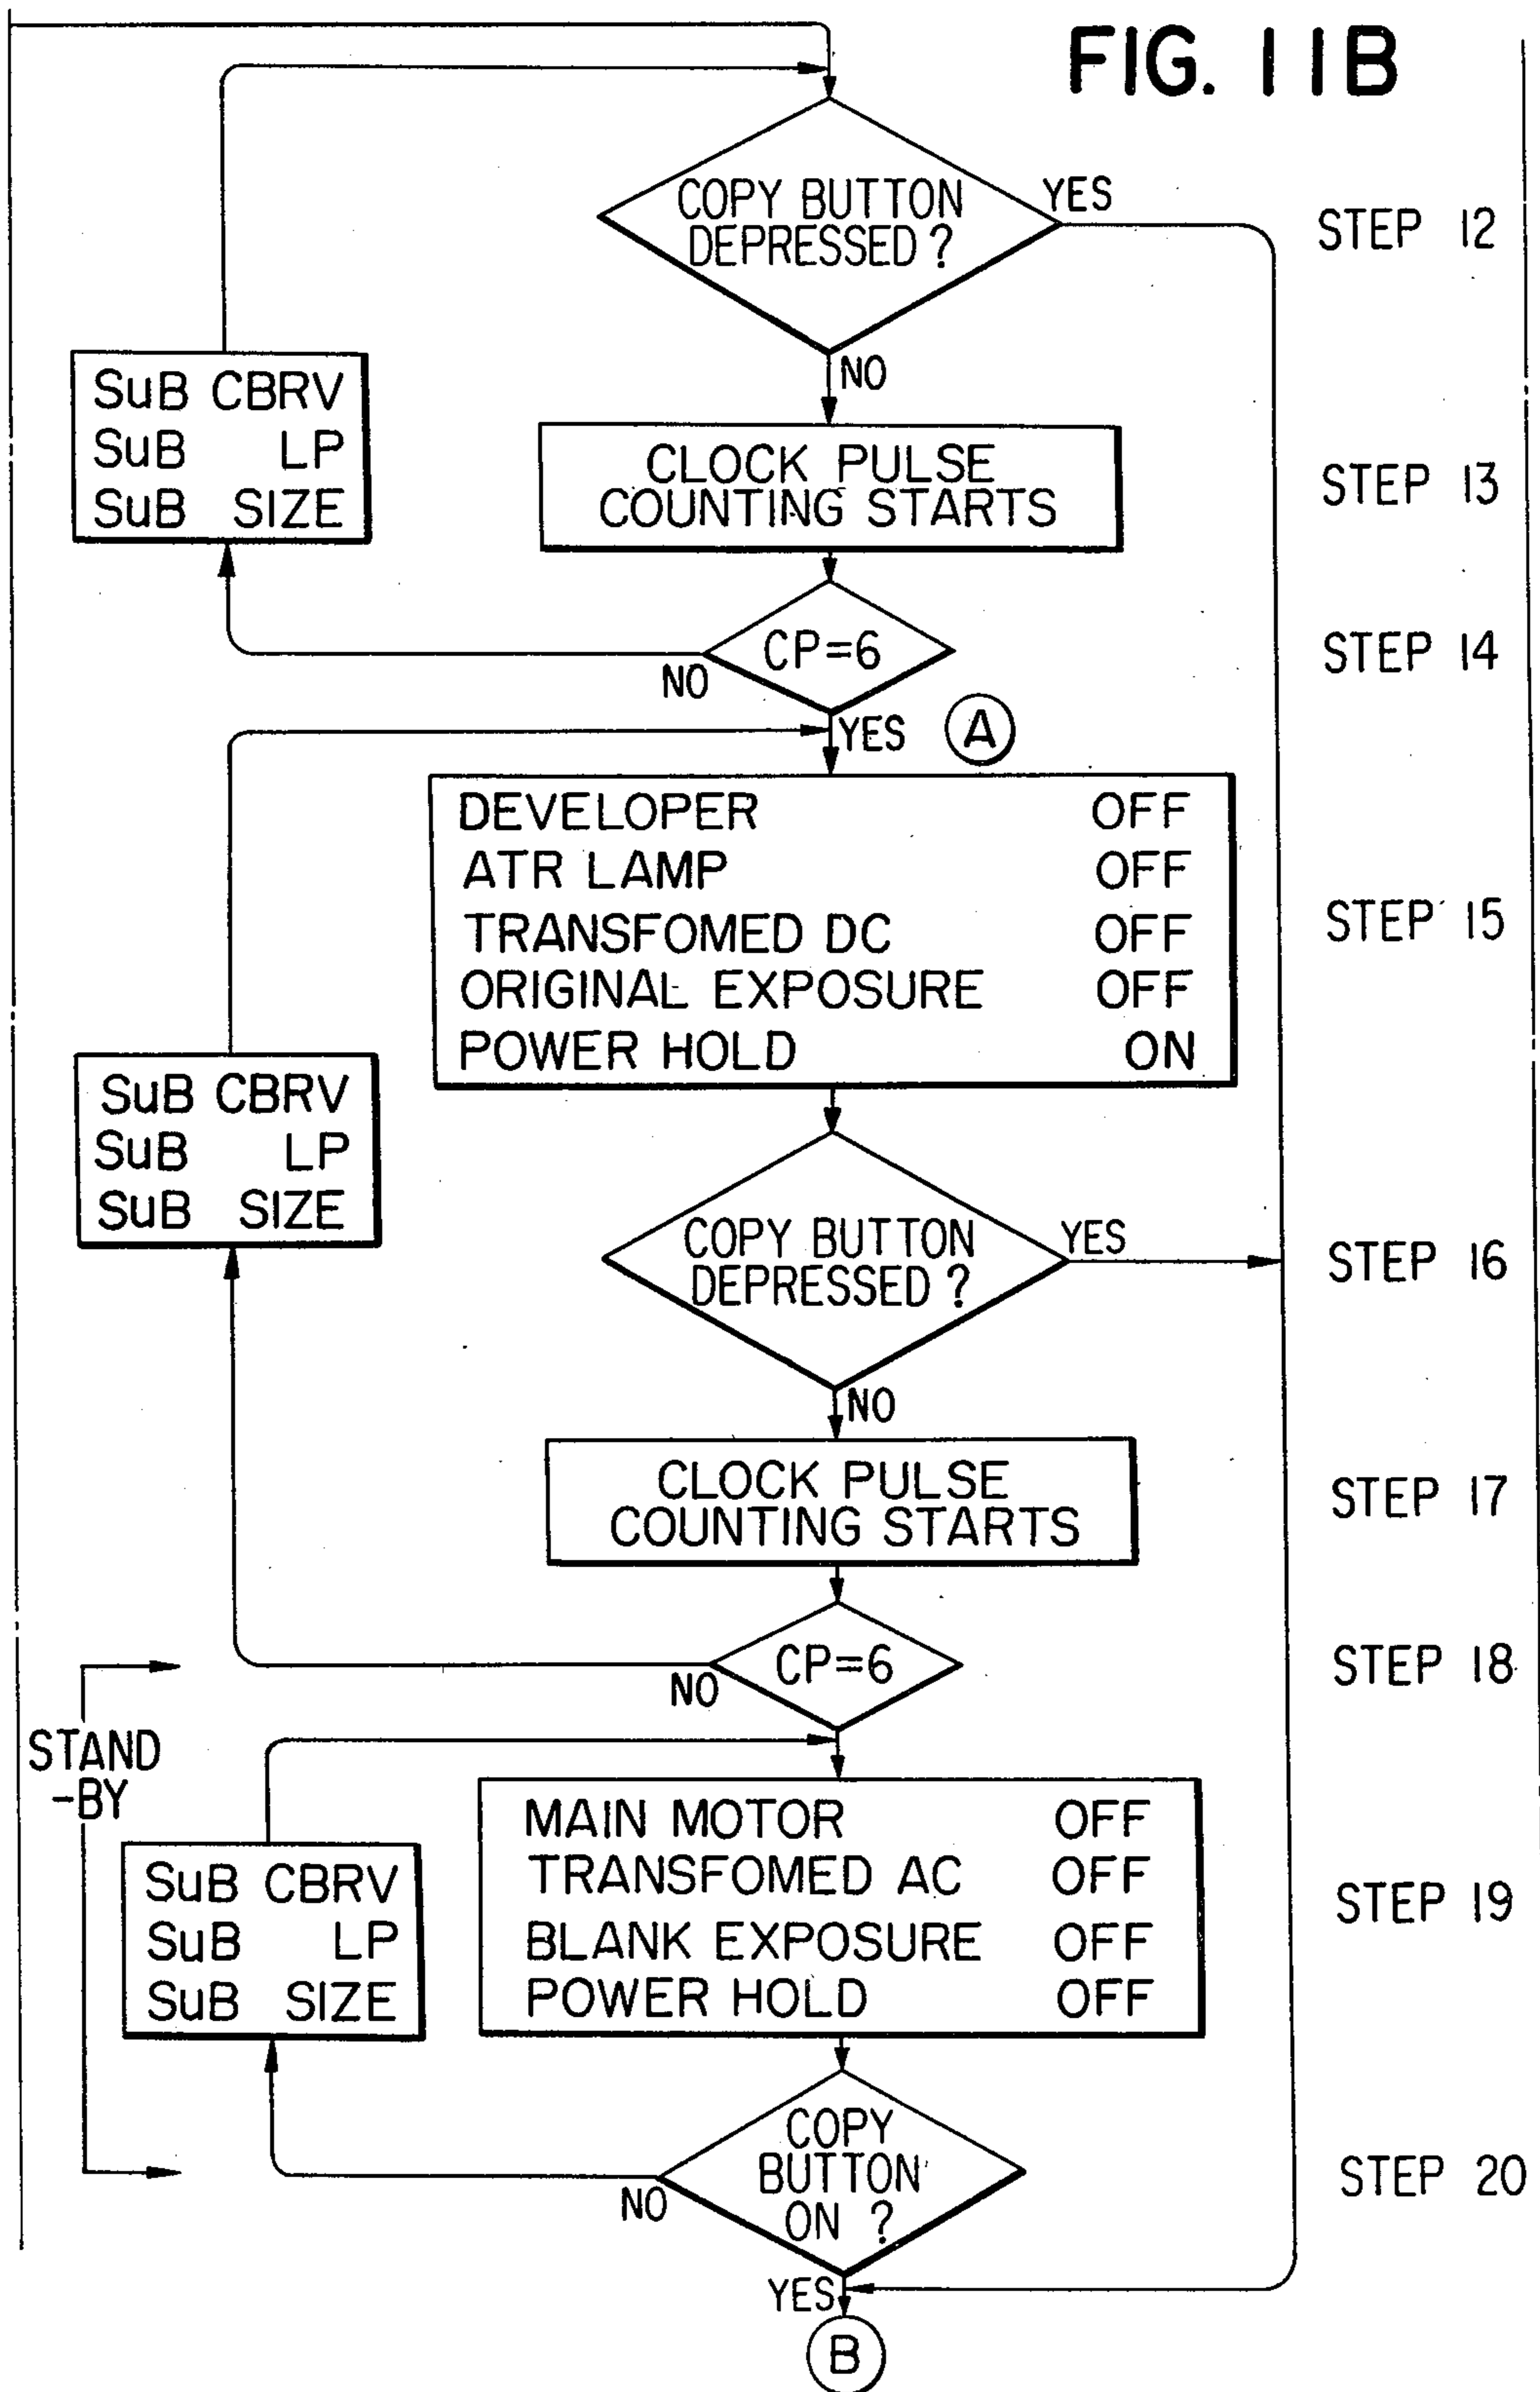 FIG. 11B
COPY BUTTON
DEPRESSED ?
YES
STEP 12
NO
SuB CBRV
SuB LP
SuB SIZE
CLOCK PULSE
COUNTING STARTS
STEP 13
CP=6
NO
STEP 14
YES
A
DEVELOPER OFF
ATR LAMP OFF
TRANSFOMED DC OFF
ORIGINAL EXPOSURE OFF
POWER HOLD ON
STEP 15
SuB CBRV
SuB LP
SuB SIZE
COPY BUTTON
DEPRESSED ?
YES
STEP 16
NO
CLOCK PULSE
COUNTING STARTS
STEP 17
CP=6
NO
STEP 18
STAND
-BY
MAIN MOTOR OFF
TRANSFOMED AC OFF
BLANK EXPOSURE OFF
POWER HOLD OFF
STEP 19
SuB CBRV
SuB LP
SuB SIZE
COPY
BUTTON
ON ?
NO
STEP 20
YES
B